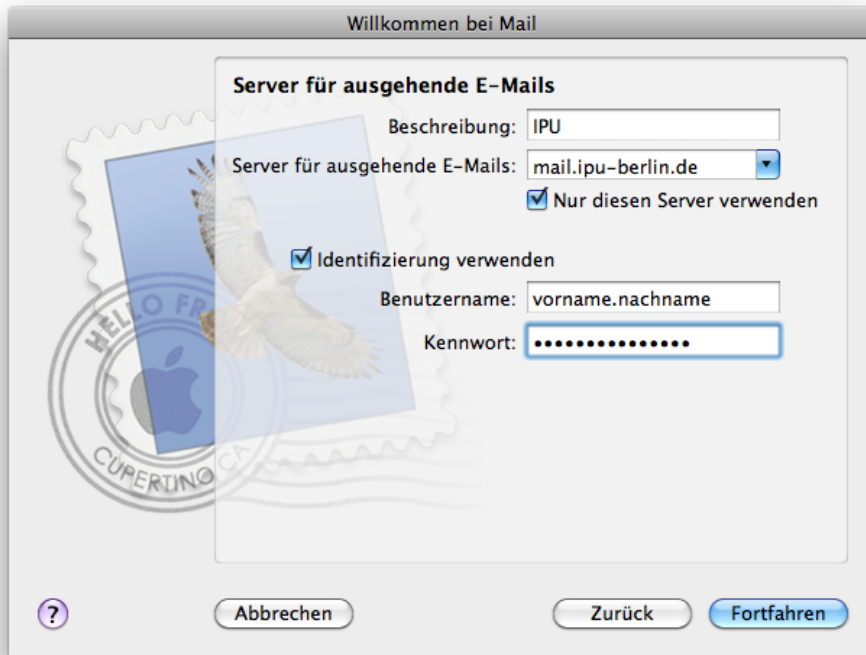 Willkommen bei Mail
Server für ausgehende E-Mails
Beschreibung: IPU
Server für ausgehende E-Mails: mail.ipu-berlin.de
Nur diesen Server verwenden
Identifizierung verwenden
Benutzername: vorname.nachname
Kennwort: •••••••••••••••
HELLO FR
CUPERTINO CA
? Abbrechen Zurück Fortfahren